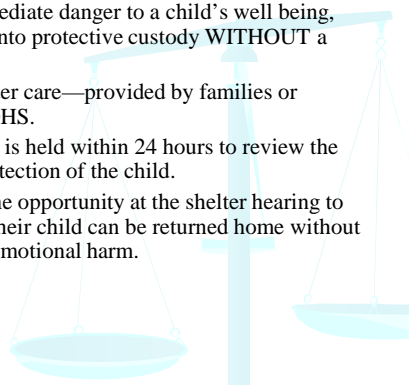 ediate danger to a child's well being,
nto protective custody WITHOUT a
er care—provided by families or
HS.
is held within 24 hours to review the
tection of the child.
ne opportunity at the shelter hearing to
heir child can be returned home without
motional harm.